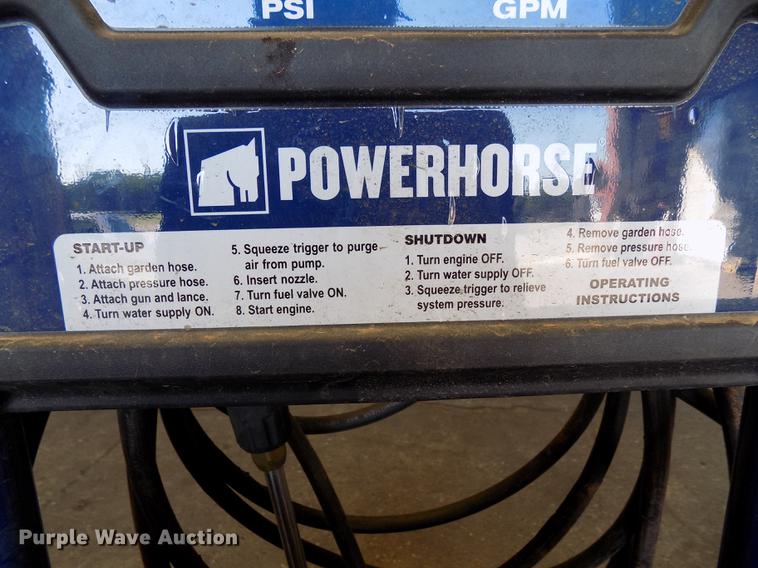 PSI
GPM
POWERHORSE
START-UP
1. Attach garden hose.
2. Attach pressure hose.
3. Attach gun and lance.
4. Turn water supply ON.
5. Squeeze trigger to purge
air from pump.
6. Insert nozzle.
7. Turn fuel valve ON.
8. Start engine.
SHUTDOWN
1. Turn engine OFF.
2. Turn water supply OFF.
3. Squeeze trigger to relieve
system pressure.
4. Remove garden hose.
5. Remove pressure hose.
6. Turn fuel valve OFF.
OPERATING
INSTRUCTIONS
Purple Wave Auction